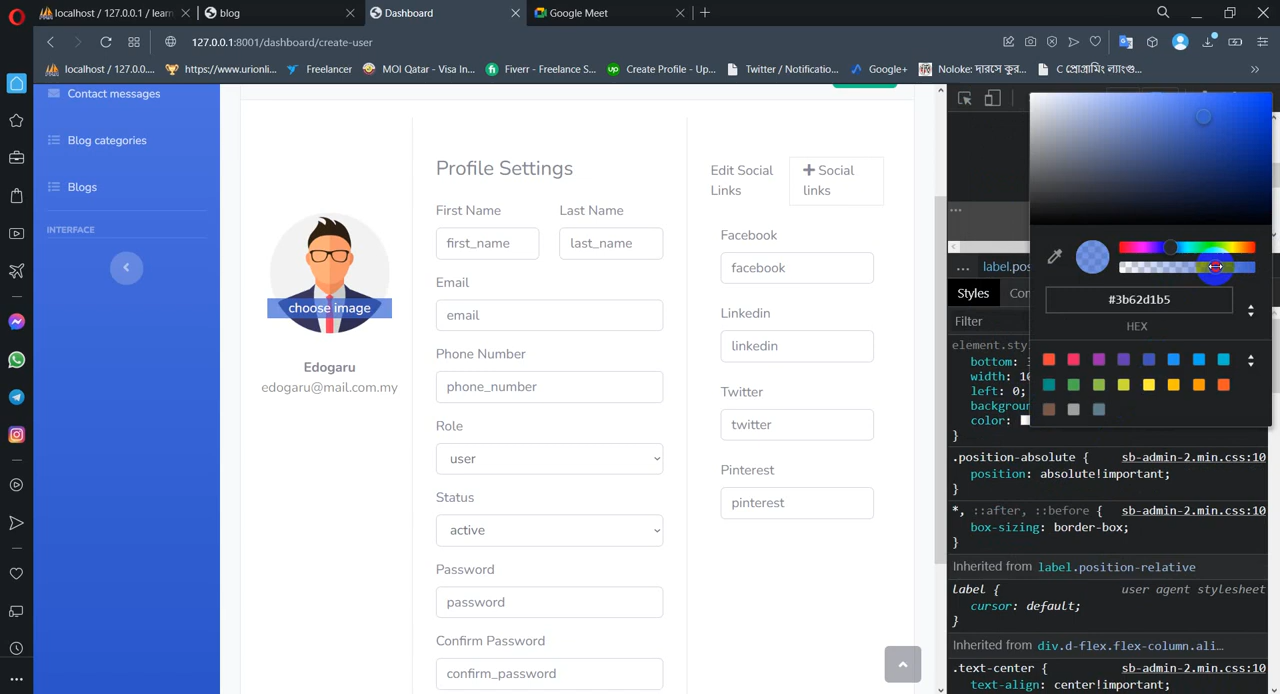 localhost / 127.0.0.1 / learn
blog
Dashboard
Google Meet
127.0.0.1:8001/dashboard/create-user
localhost / 127.0.0....
https://www.urionli...
Freelancer
MOI Qatar - Visa In...
Fiverr - Freelance S...
Create Profile - Up...
Twitter / Notificatio...
Google+
Noloke: দারসে কুর...
C প্রোগ্রামিং ল্যাংগু...
Contact messages
Blog categories
Blogs
INTERFACE
choose image
Edogaru
edogaru@mail.com.my
Profile Settings
First Name
Last Name
first_name
last_name
Email
email
Phone Number
phone_number
Role
user
Status
active
Password
password
Confirm Password
confirm_password
Edit Social
Links
Social
links
Facebook
facebook
Linkedin
linkedin
Twitter
twitter
Pinterest
pinterest
label.pos
Styles
Filter
#3b62d1b5
HEX
element.sty
bottom:
width: 10
left: 0;
color:
}
.position-absolute {
sb-admin-2.min.css:10
position: absolute!important;
}
*, ::after, ::before {
sb-admin-2.min.css:10
box-sizing: border-box;
}
Inherited from label.position-relative
label {
user agent stylesheet
cursor: default;
}
Inherited from div.d-flex.flex-column.ali...
.text-center {
sb-admin-2.min.css:10
text-align: center!important;